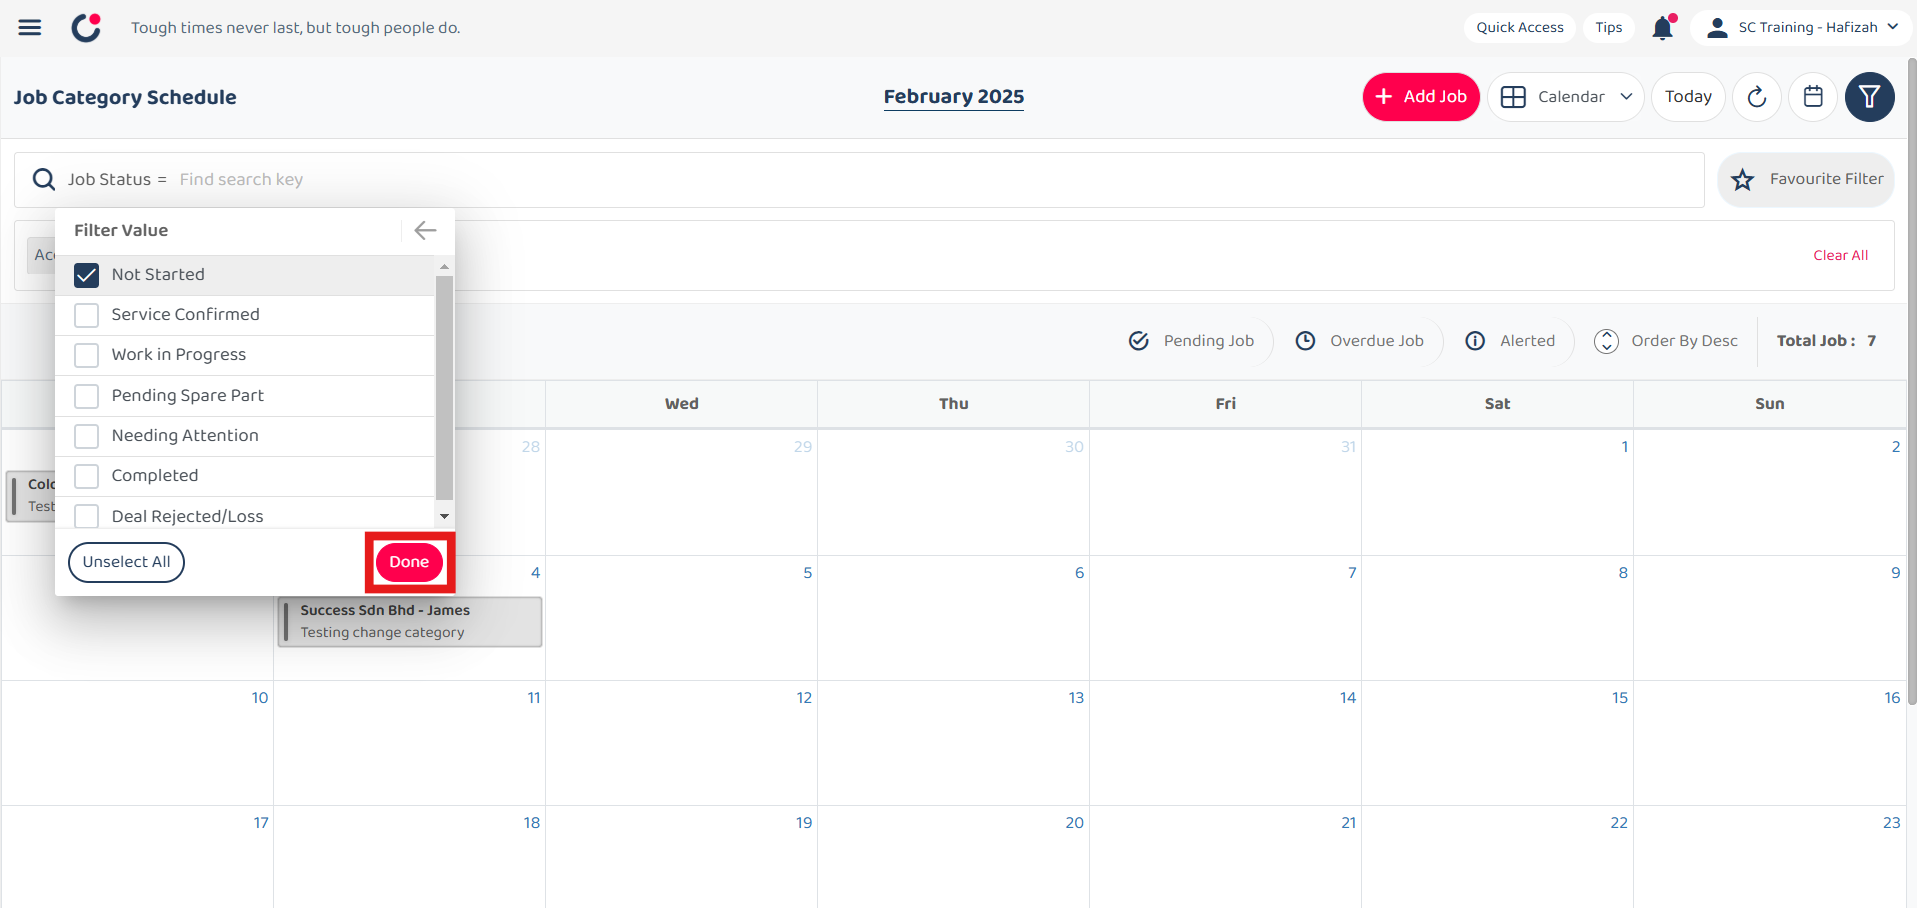 Tough times never last, but tough people do.
Quick Access
Tips
SC Training - Hafizah
Job Category Schedule
February 2025
+ Add Job
Calendar
Today
Job Status = Find search key
Favourite Filter
Filter Value
Clear All
Not Started
Service Confirmed
Work in Progress
Pending Spare Part
Needing Attention
Completed
Deal Rejected/Loss
Unselect All
Done
Pending Job
Overdue Job
Alerted
Order By Desc
Total Job : 7
Wed Thu Fri Sat Sun
28 29 30 31 1 2
4 5 6 7 8 9
Success Sdn Bhd - James
Testing change category
10 11 12 13 14 15 16
17 18 19 20 21 22 23